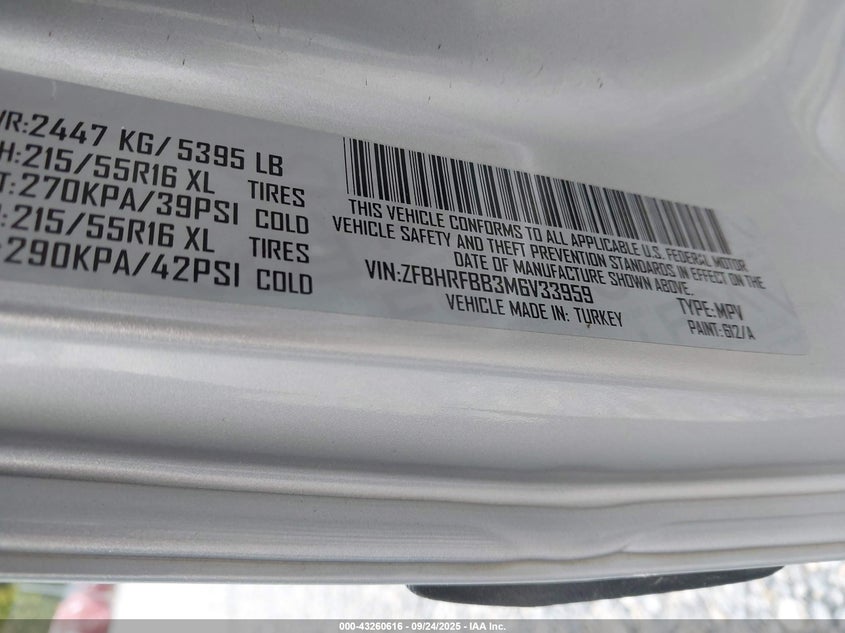 VR:2447 KG/ 5395 LB
H:215/55R16 XL TIRES
T:270KPA/39PSI COLD
:215/55R16 XL TIRES
:290KPA/42PSI COLD
THIS VEHICLE CONFORMS TO ALL APPLICABLE U.S. FEDERAL MOTOR
VEHICLE SAFETY AND THEFT PREVENTION STANDARDS IN EFFECT ON THE
DATE OF MANUFACTURE SHOWN ABOVE.
VIN:ZFBHRFBB3M6V33959 TYPE:MPV
VEHICLE MADE IN: TURKEY PAINT: 612/A
000-43260616 - 09/24/2025 - IAA Inc.